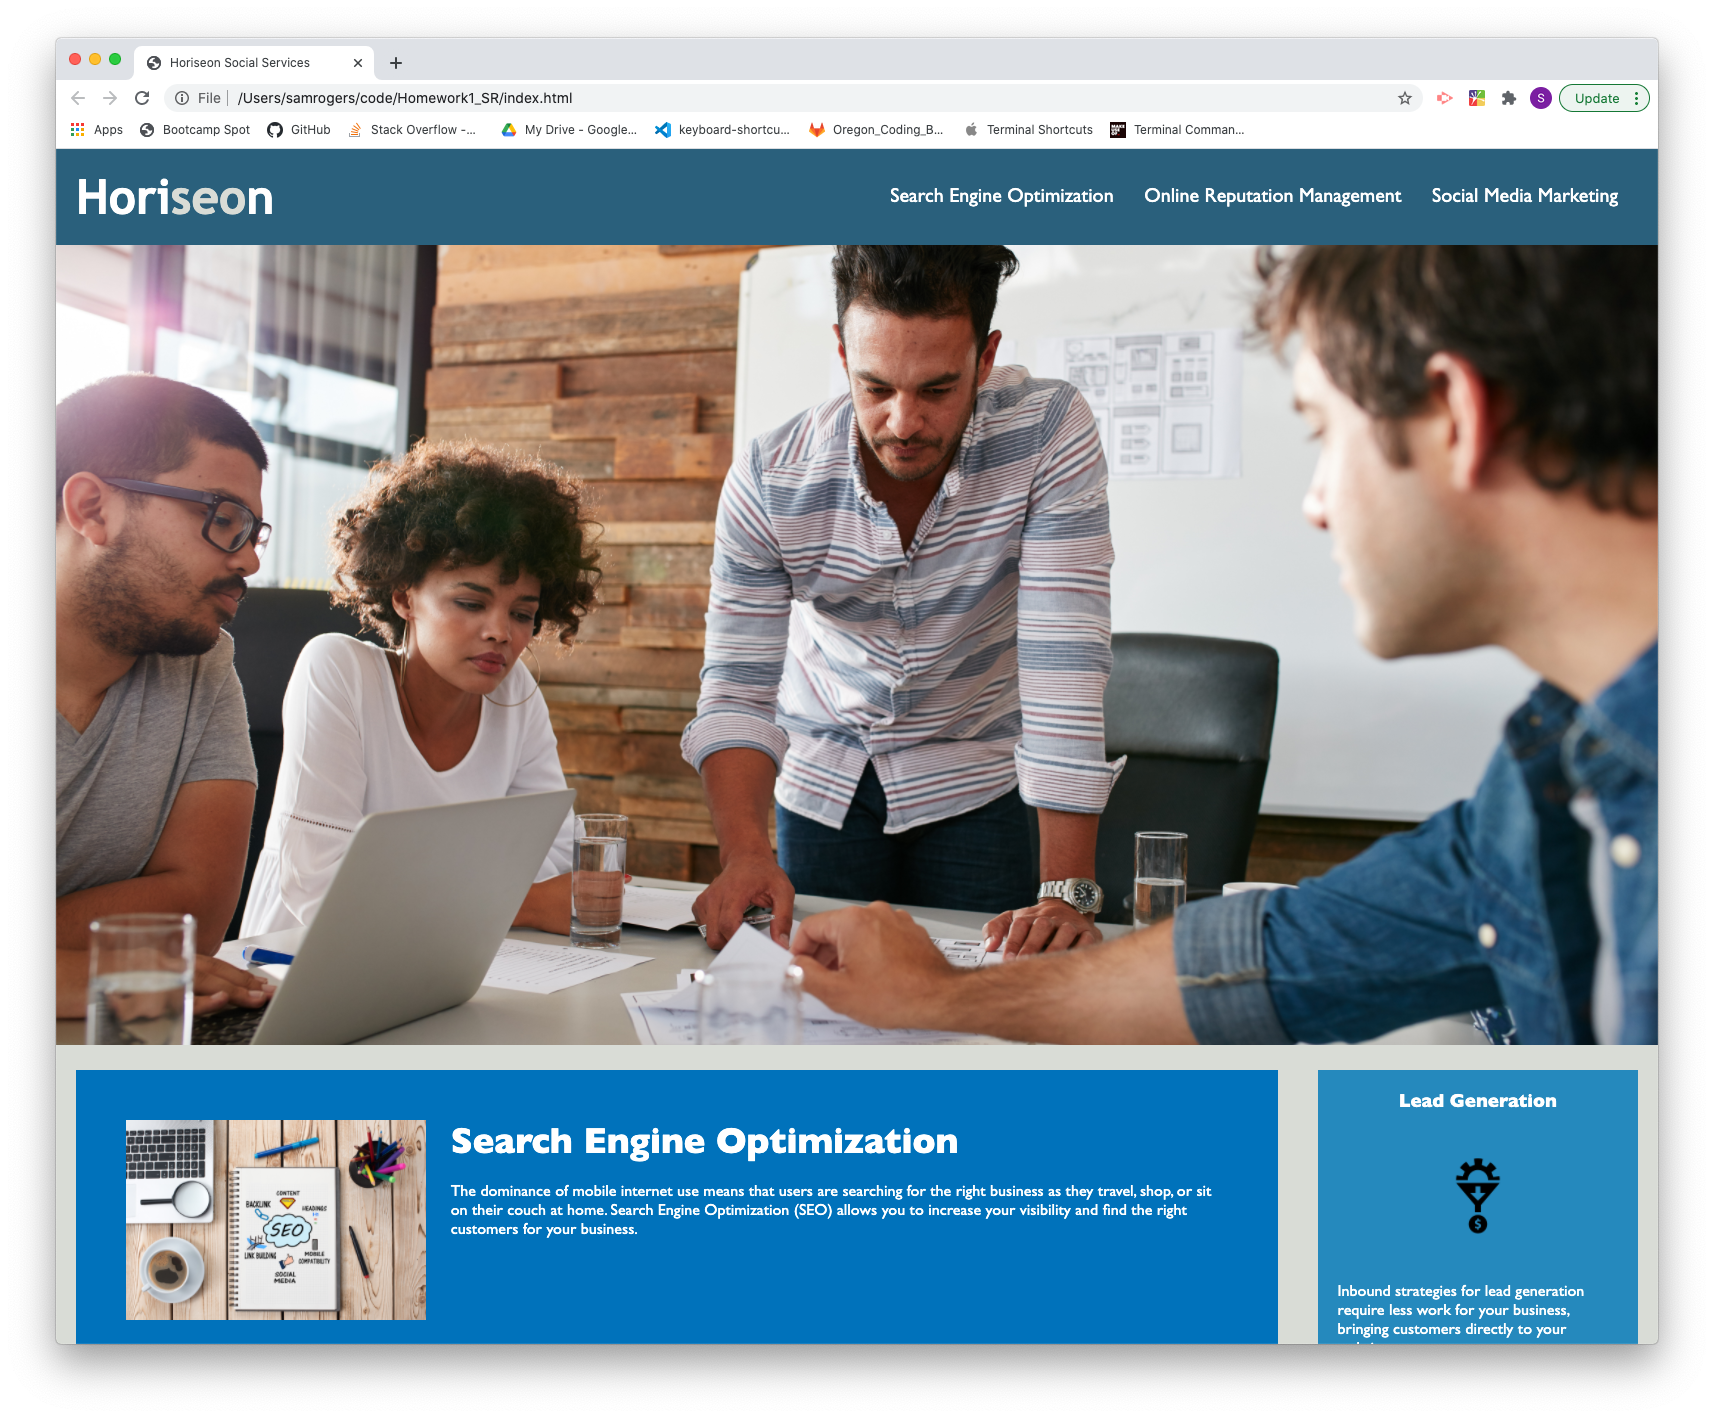 Horiseon Social Services
File /Users/samrogers/code/Homework1_SR/index.html
S
Update
Apps Bootcamp Spot GitHub Stack Overflow -... My Drive - Google... keyboard-shortcu... Oregon_Coding_B... Terminal Shortcuts Terminal Comman...
Horiseon
Search Engine Optimization Online Reputation Management Social Media Marketing
CONTENT
BACKLINK
HEADINGS
SEO
LINK BUILDING
MOBILE
COMPATIBILITY
SOCIAL
MEDIA
Search Engine Optimization
The dominance of mobile internet use means that users are searching for the right business as they travel, shop, or sit
on their couch at home. Search Engine Optimization (SEO) allows you to increase your visibility and find the right
customers for your business.
Lead Generation
$
Inbound strategies for lead generation
require less work for your business,
bringing customers directly to your